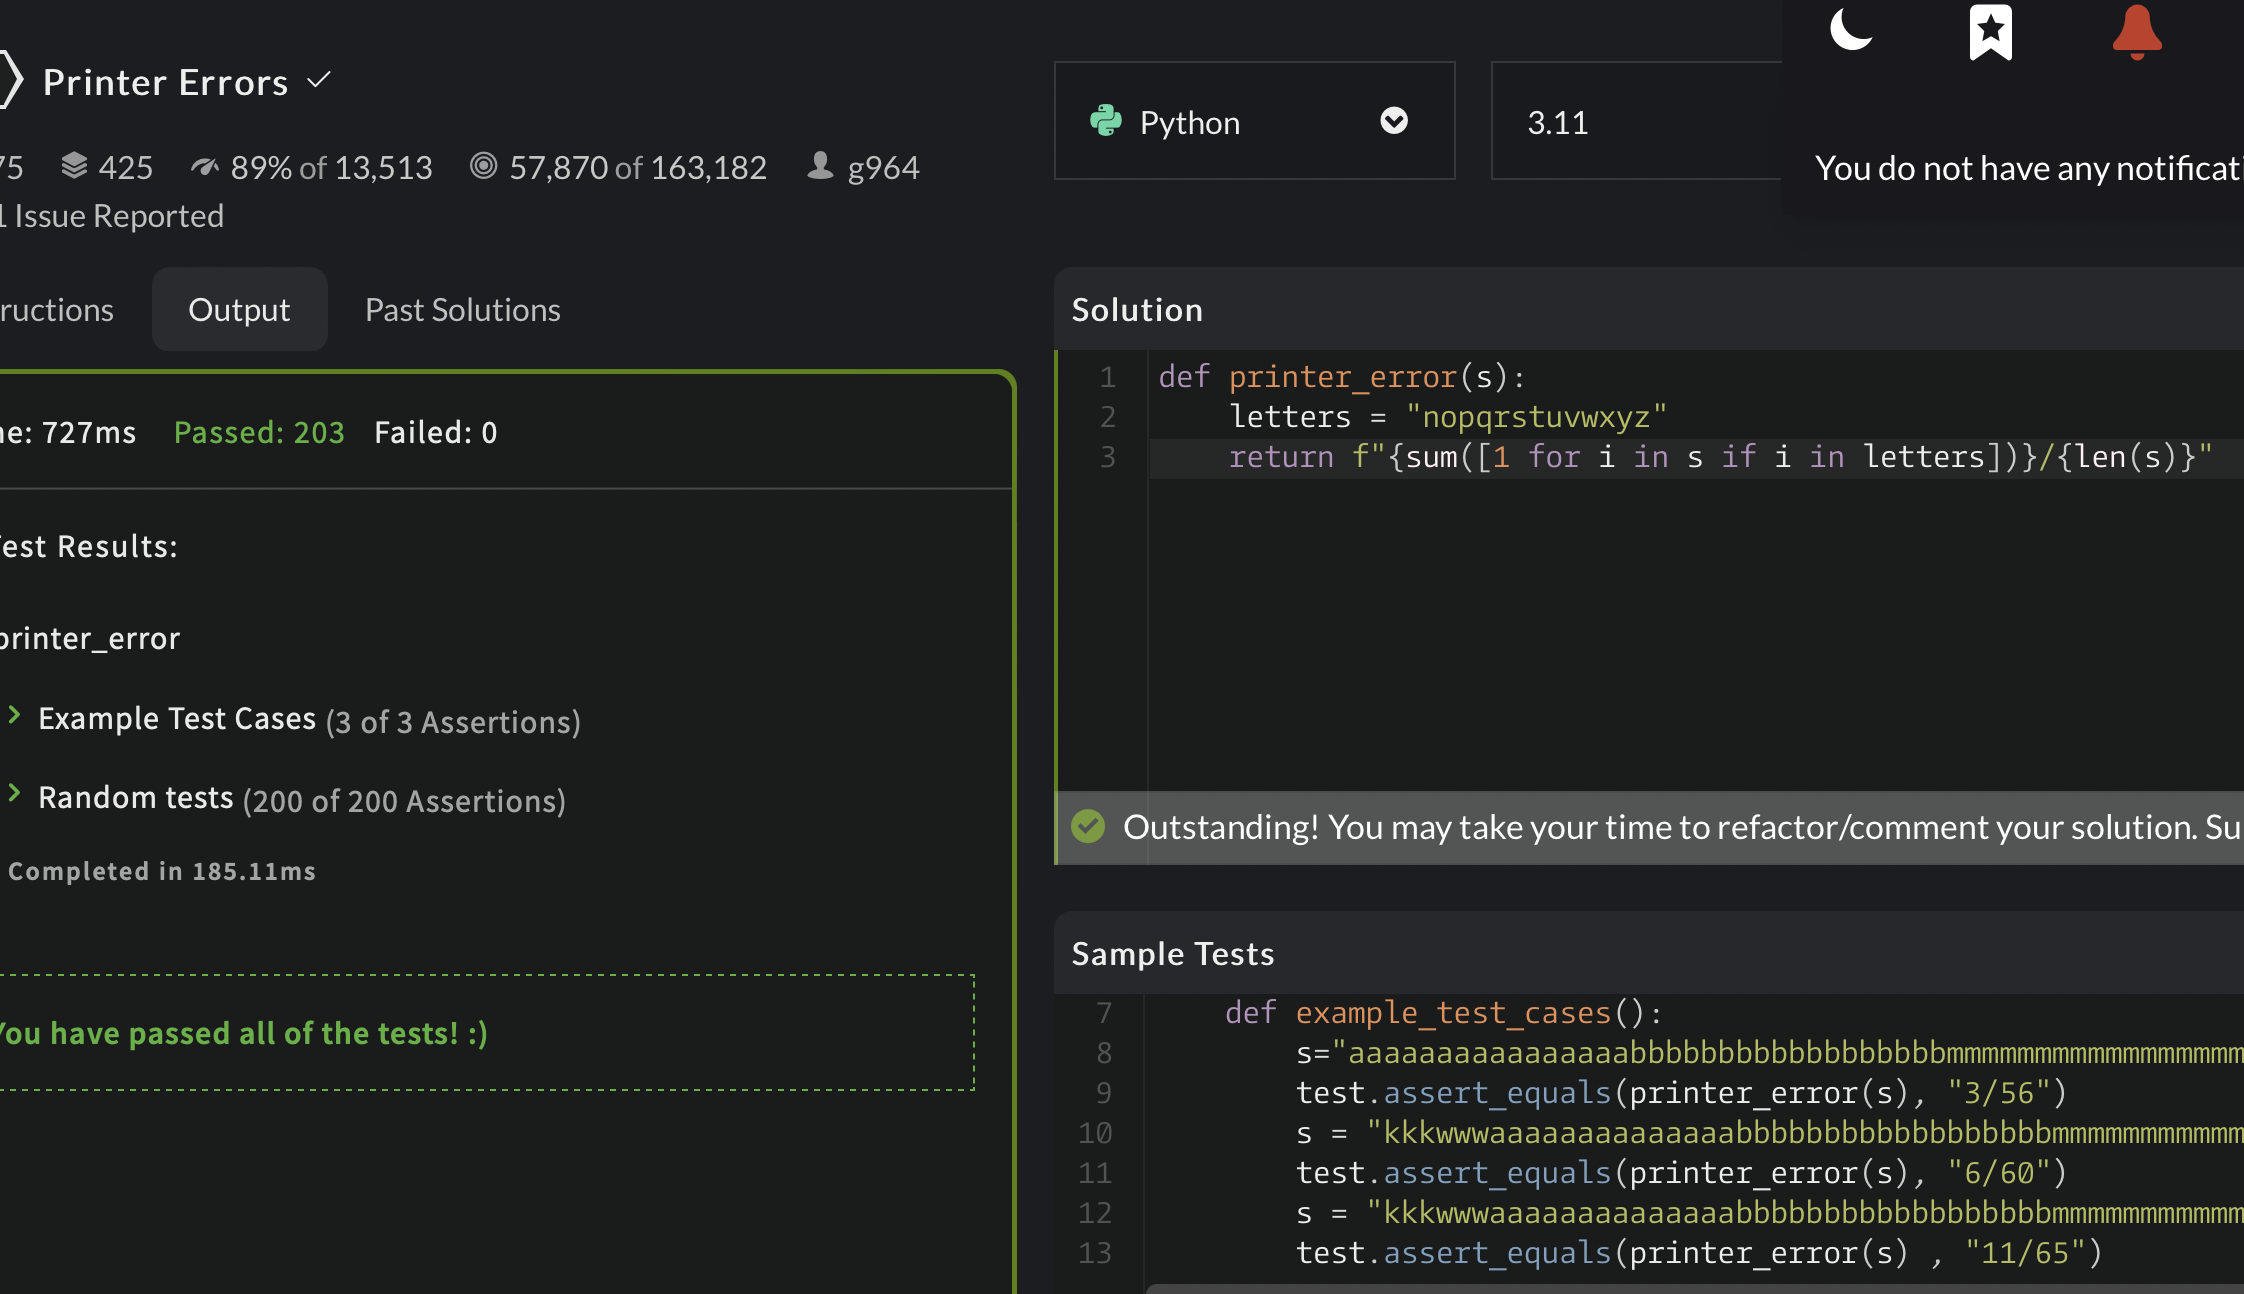 Printer Errors
75 425 89% of 13,513 57,870 of 163,182 g964
1 Issue Reported
ructions Output Past Solutions
ne: 727ms Passed: 203 Failed: 0
Test Results:
printer_error
Example Test Cases (3 of 3 Assertions)
Random tests (200 of 200 Assertions)
Completed in 185.11ms
You have passed all of the tests! :)
Python
3.11
You do not have any notificati
Solution
1 def printer_error(s):
2     letters = "nopqrstuvwxyz"
3     return f"{sum([1 for i in s if i in letters])}/{len(s)}"
Outstanding! You may take your time to refactor/comment your solution. Su
Sample Tests
7     def example_test_cases():
8         s="aaaaaaaaaaaaaaaabbbbbbbbbbbbbbbbbbmmmmmmmmmmmmmmmmm
9         test.assert_equals(printer_error(s), "3/56")
10         s = "kkkwwwaaaaaaaaaaaaaabbbbbbbbbbbbbbbbbbmmmmmmmmmmm
11         test.assert_equals(printer_error(s), "6/60")
12         s = "kkkwwwaaaaaaaaaaaaaabbbbbbbbbbbbbbbbbbmmmmmmmmmmm
13         test.assert_equals(printer_error(s) , "11/65")